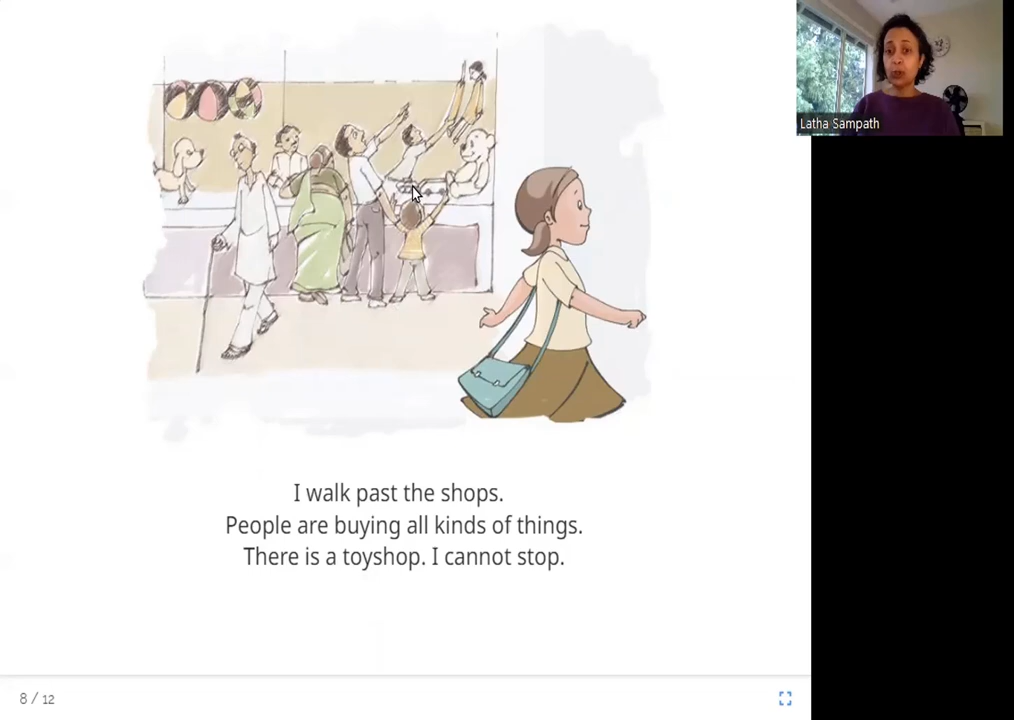 Latha Sampath
I walk past the shops.
People are buying all kinds of things.
There is a toyshop. I cannot stop.
8 / 12